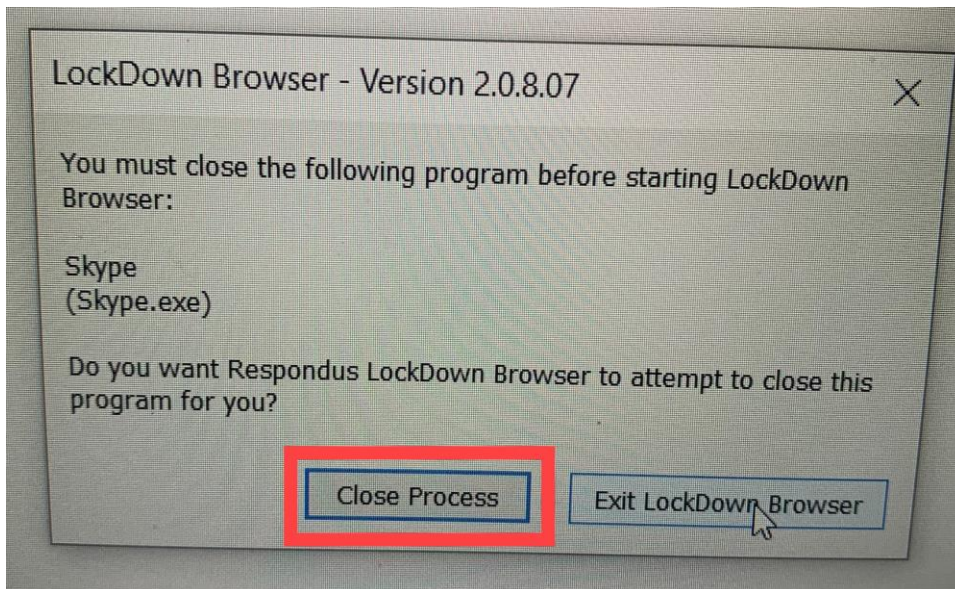 LockDown Browser - Version 2.0.8.07
You must close the following program before starting LockDown
Browser:
Skype
(Skype.exe)
Do you want Respondus LockDown Browser to attempt to close this
program for you?
Close Process
Exit LockDown Browser